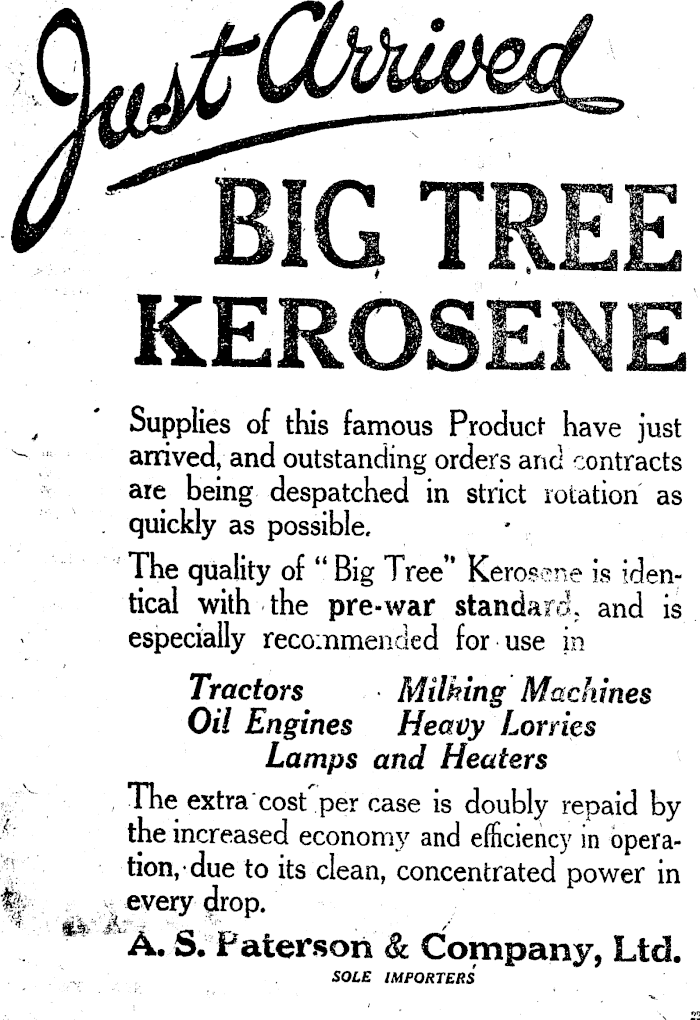 Just Arrived
BIG TREE
KEROSENE
Supplies of this famous Product have just
arrived, and outstanding orders and contracts
are being despatched in strict rotation as
quickly as possible.
The quality of "Big Tree" Kerosene is iden-
tical with the pre-war standard, and is
especially recommended for use in
Tractors Milking Machines
Oil Engines Heavy Lorries
Lamps and Heaters
The extra cost per case is doubly repaid by
the increased economy and efficiency in opera-
tion, due to its clean, concentrated power in
every drop.
A. S. Paterson & Company, Ltd.
SOLE IMPORTERS